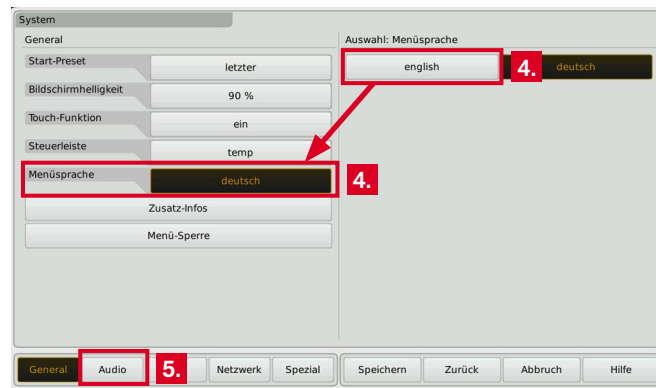 System
General
Start-Preset letzter
Bildschirmhelligkeit 90 %
Touch-Funktion ein
Steuerleiste temp
Menüsprache deutsch 4.
Zusatz-Infos
Menü-Sperre
Auswahl: Menüsprache
english 4. deutsch
General Audio 5. Netzwerk Spezial Speichern Zurück Abbruch Hilfe